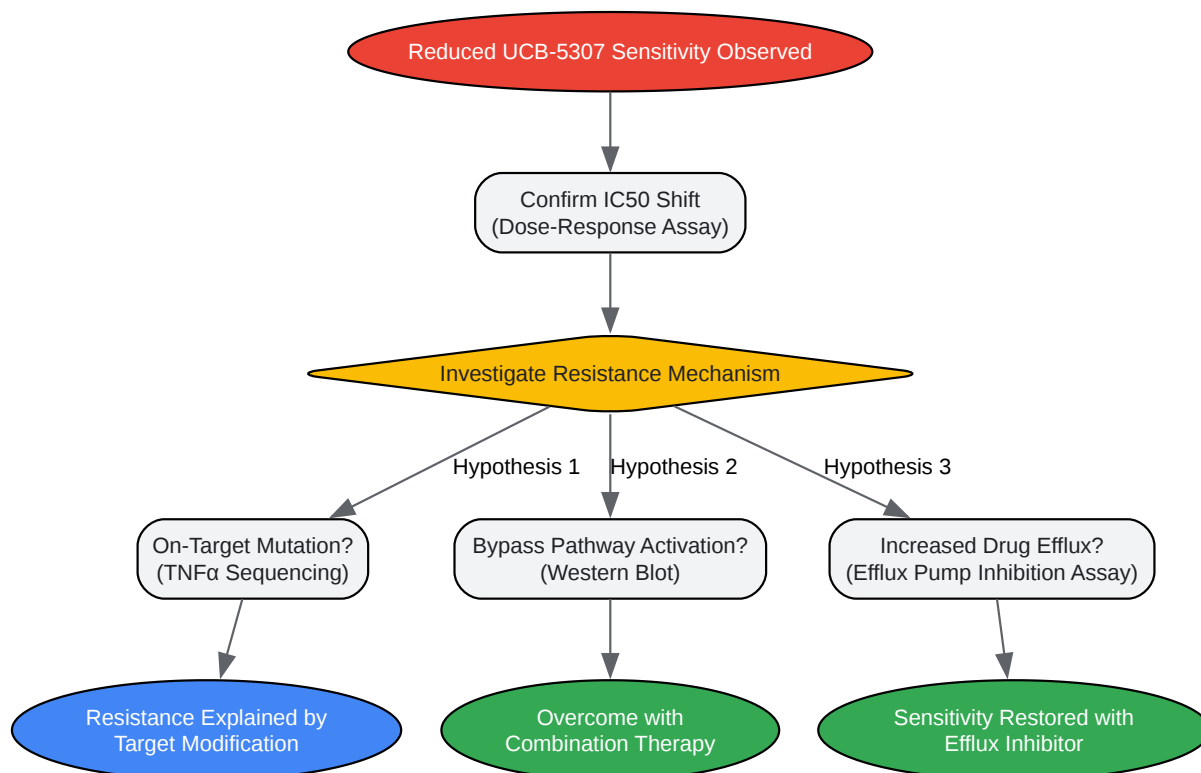 Reduced UCB-5307 Sensitivity Observed
Confirm IC50 Shift
(Dose-Response Assay)
Investigate Resistance Mechanism
Hypothesis 1
Hypothesis 2
Hypothesis 3
On-Target Mutation?
(TNFα Sequencing)
Bypass Pathway Activation?
(Western Blot)
Increased Drug Efflux?
(Efflux Pump Inhibition Assay)
Resistance Explained by
Target Modification
Overcome with
Combination Therapy
Sensitivity Restored with
Efflux Inhibitor